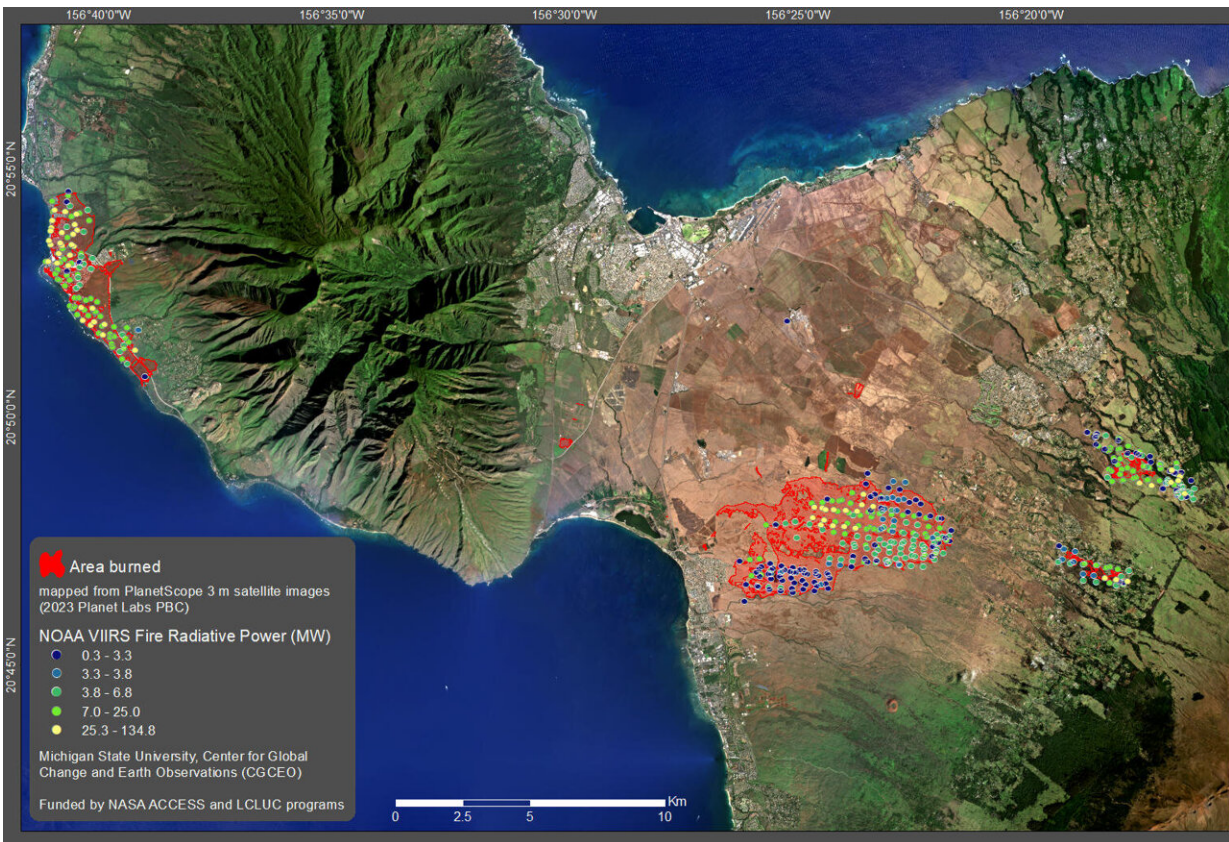 156°40'0"W
156°35'0"W
156°30'0"W
156°25'0"W
156°20'0"W
20°55'0"N
20°50'0"N
20°45'0"N
Area burned
mapped from PlanetScope 3 m satellite images
(2023 Planet Labs PBC)
NOAA VIIRS Fire Radiative Power (MW)
0.3 - 3.3
3.3 - 3.8
3.8 - 6.8
7.0 - 25.0
25.3 - 134.8
Michigan State University, Center for Global
Change and Earth Observations (CGCEO)
Funded by NASA ACCESS and LCLUC programs
Km
0 2.5 5 10